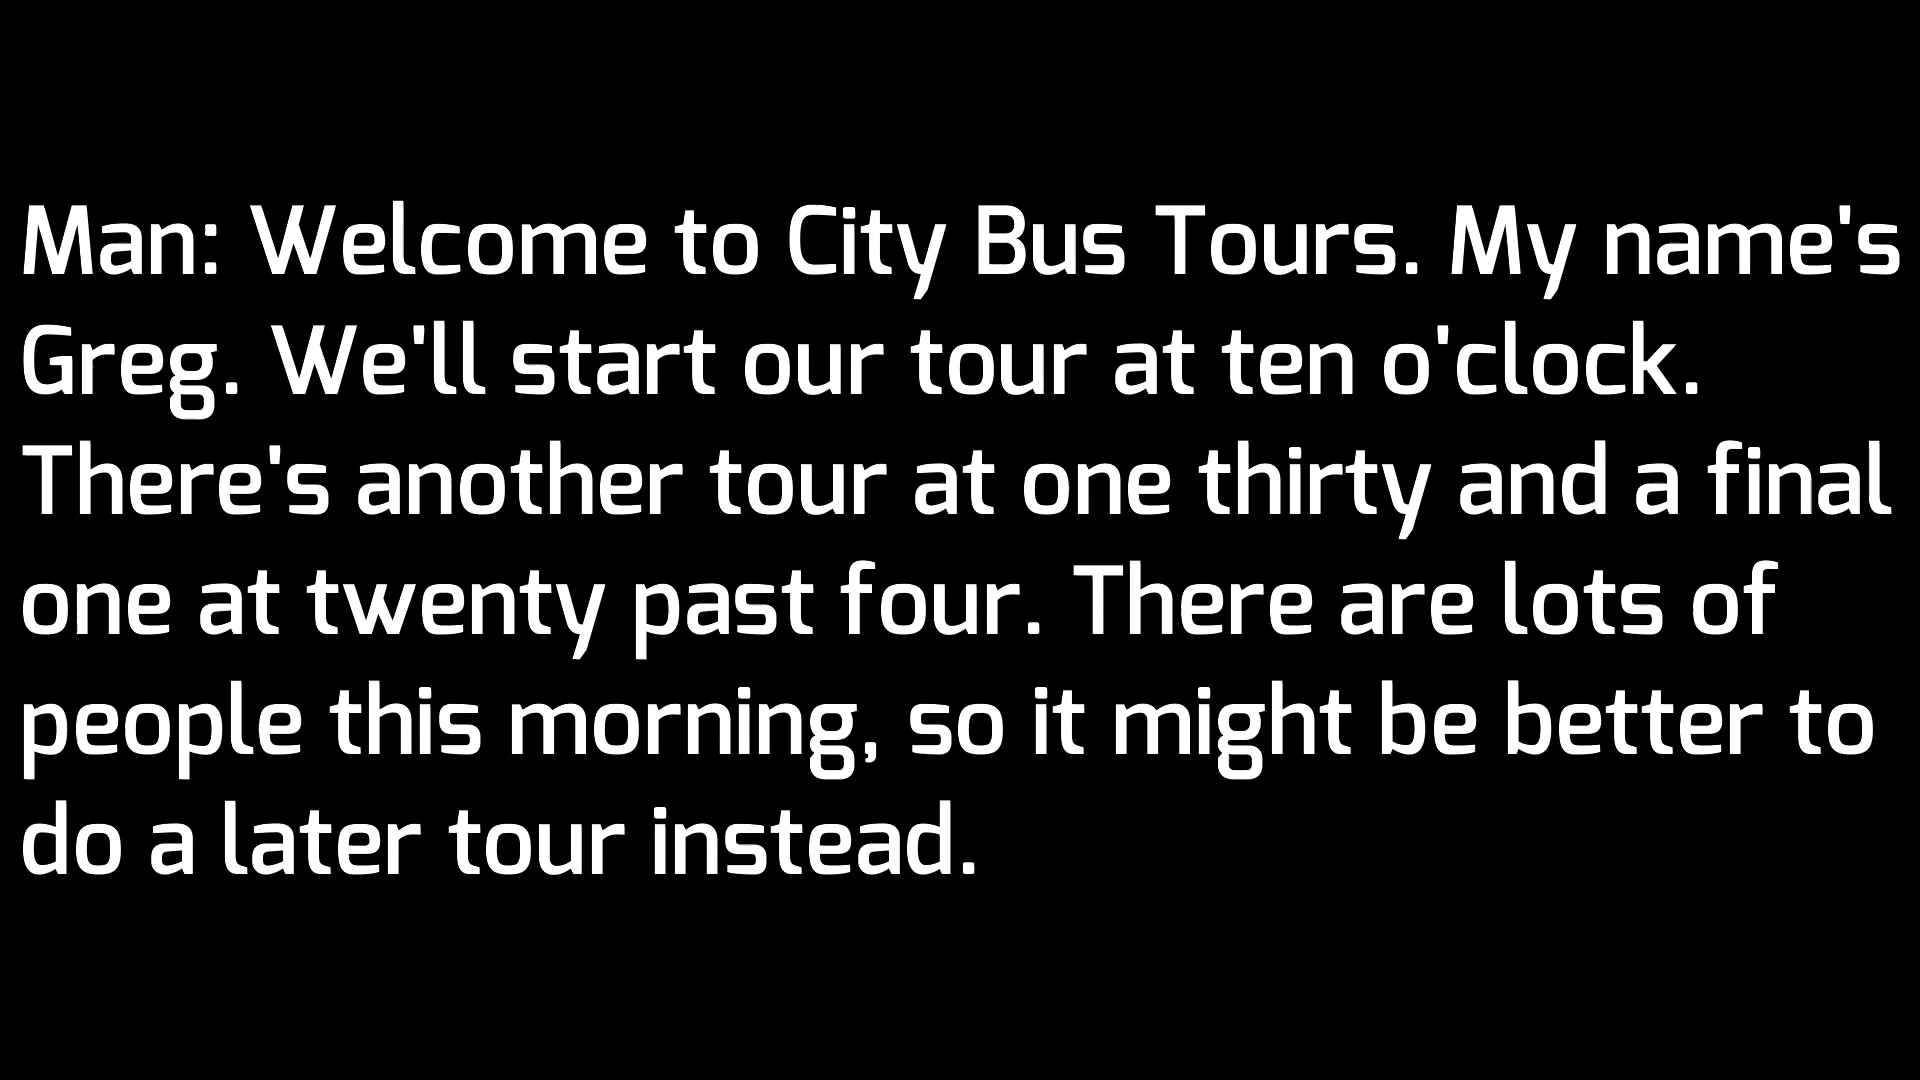 Man: Welcome to City Bus Tours. My name's
Greg. We'll start our tour at ten o'clock.
There's another tour at one thirty and a final
one at twenty past four. There are lots of
people this morning, so it might be better to
do a later tour instead.